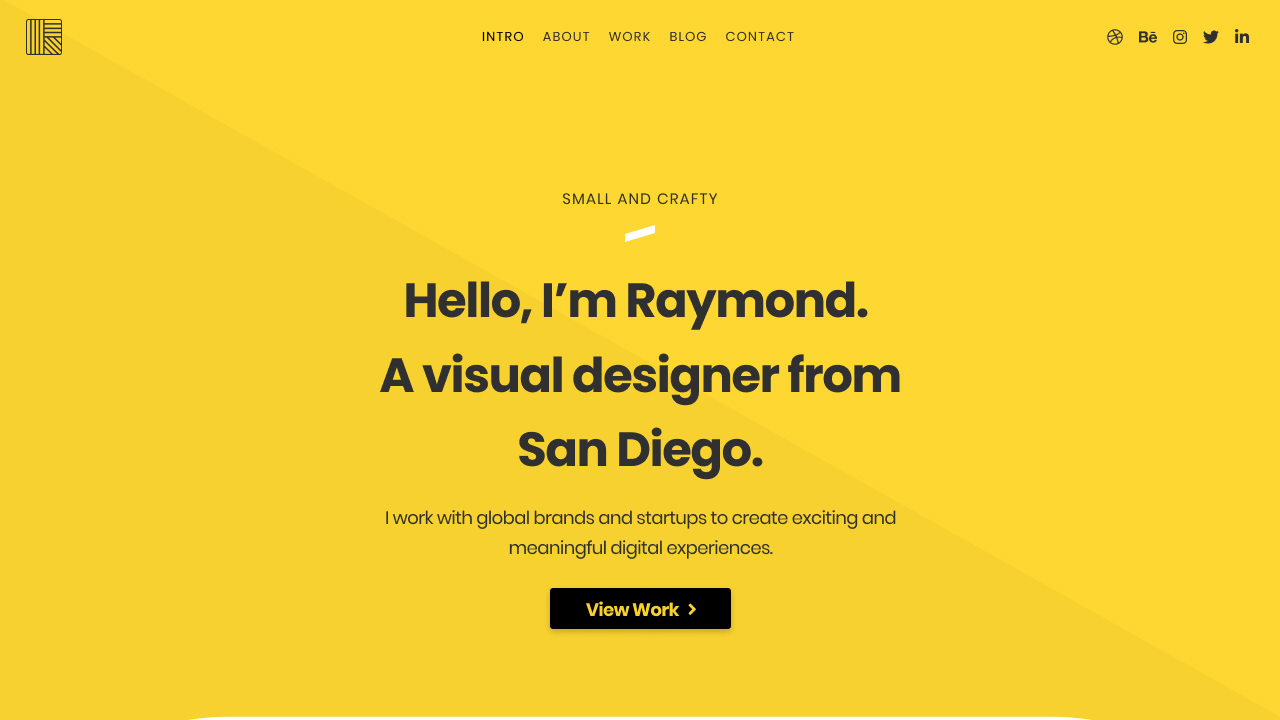 INTRO ABOUT WORK BLOG CONTACT Bē
SMALL AND CRAFTY
Hello, I’m Raymond.
A visual designer from
San Diego.
I work with global brands and startups to create exciting and
meaningful digital experiences.
View Work